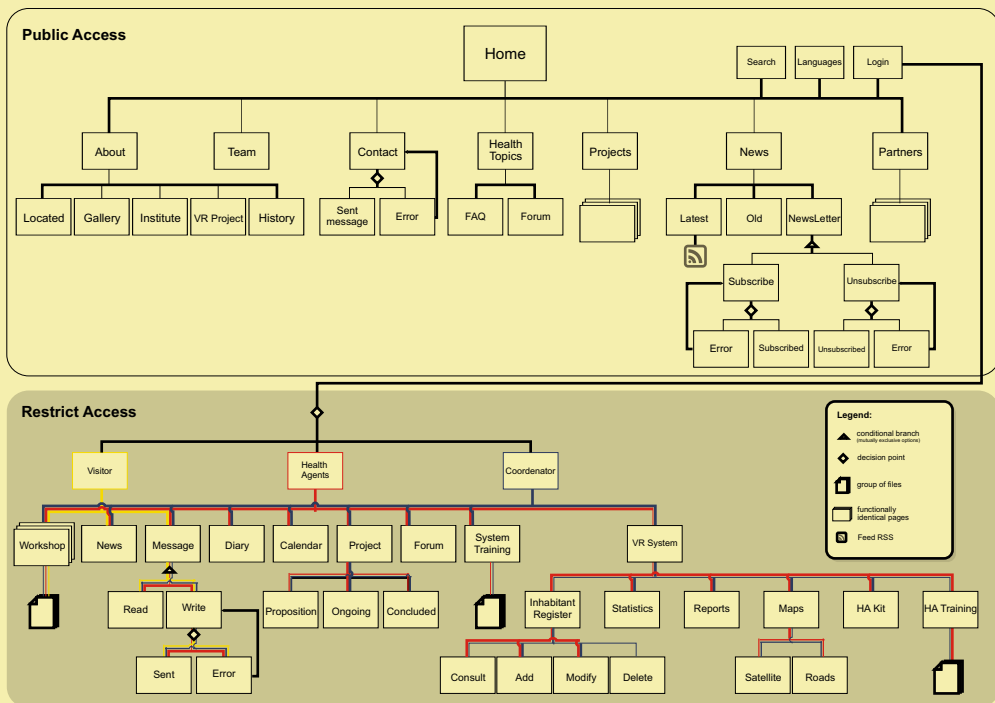 Public Access
Home
Search
Languages
Login
About
Team
Contact
Health
Topics
Projects
News
Partners
Located
Gallery
Institute
VR Project
History
Sent
message
Error
FAQ
Forum
Latest
Old
NewsLetter
Subscribe
Unsubscribe
Error
Subscribed
Unsubscribed
Error
Restrict Access
Legend:
conditional branch
(mutually exclusive options)
decision point
group of files
functionally
identical pages
Feed RSS
Visitor
Health
Agents
Coordenator
Workshop
News
Message
Diary
Calendar
Project
Forum
System
Training
VR System
Read
Write
Proposition
Ongoing
Concluded
Inhabitant
Register
Statistics
Reports
Maps
HA Kit
HA Training
Sent
Error
Consult
Add
Modify
Delete
Satellite
Roads